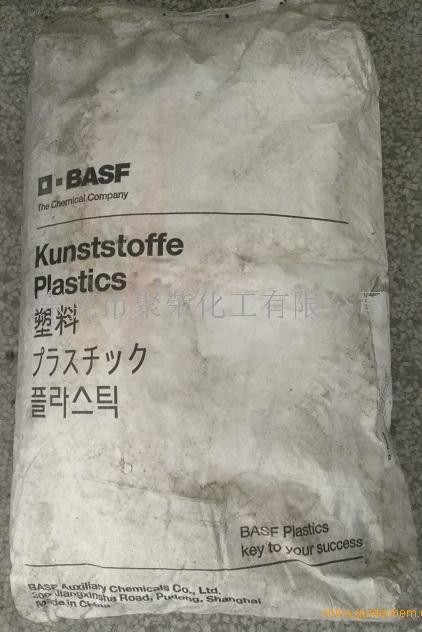 BASF
The Chemical Company
Kunststoffe
Plastics
塑料
市聚荣化工有限公司
プラスチック
플라스틱
BASF Plastics
key to your success
BASF Auxiliary Chemicals Co., Ltd.
300 Jiangxinsha Road, Pudong, Shanghai
Made in China